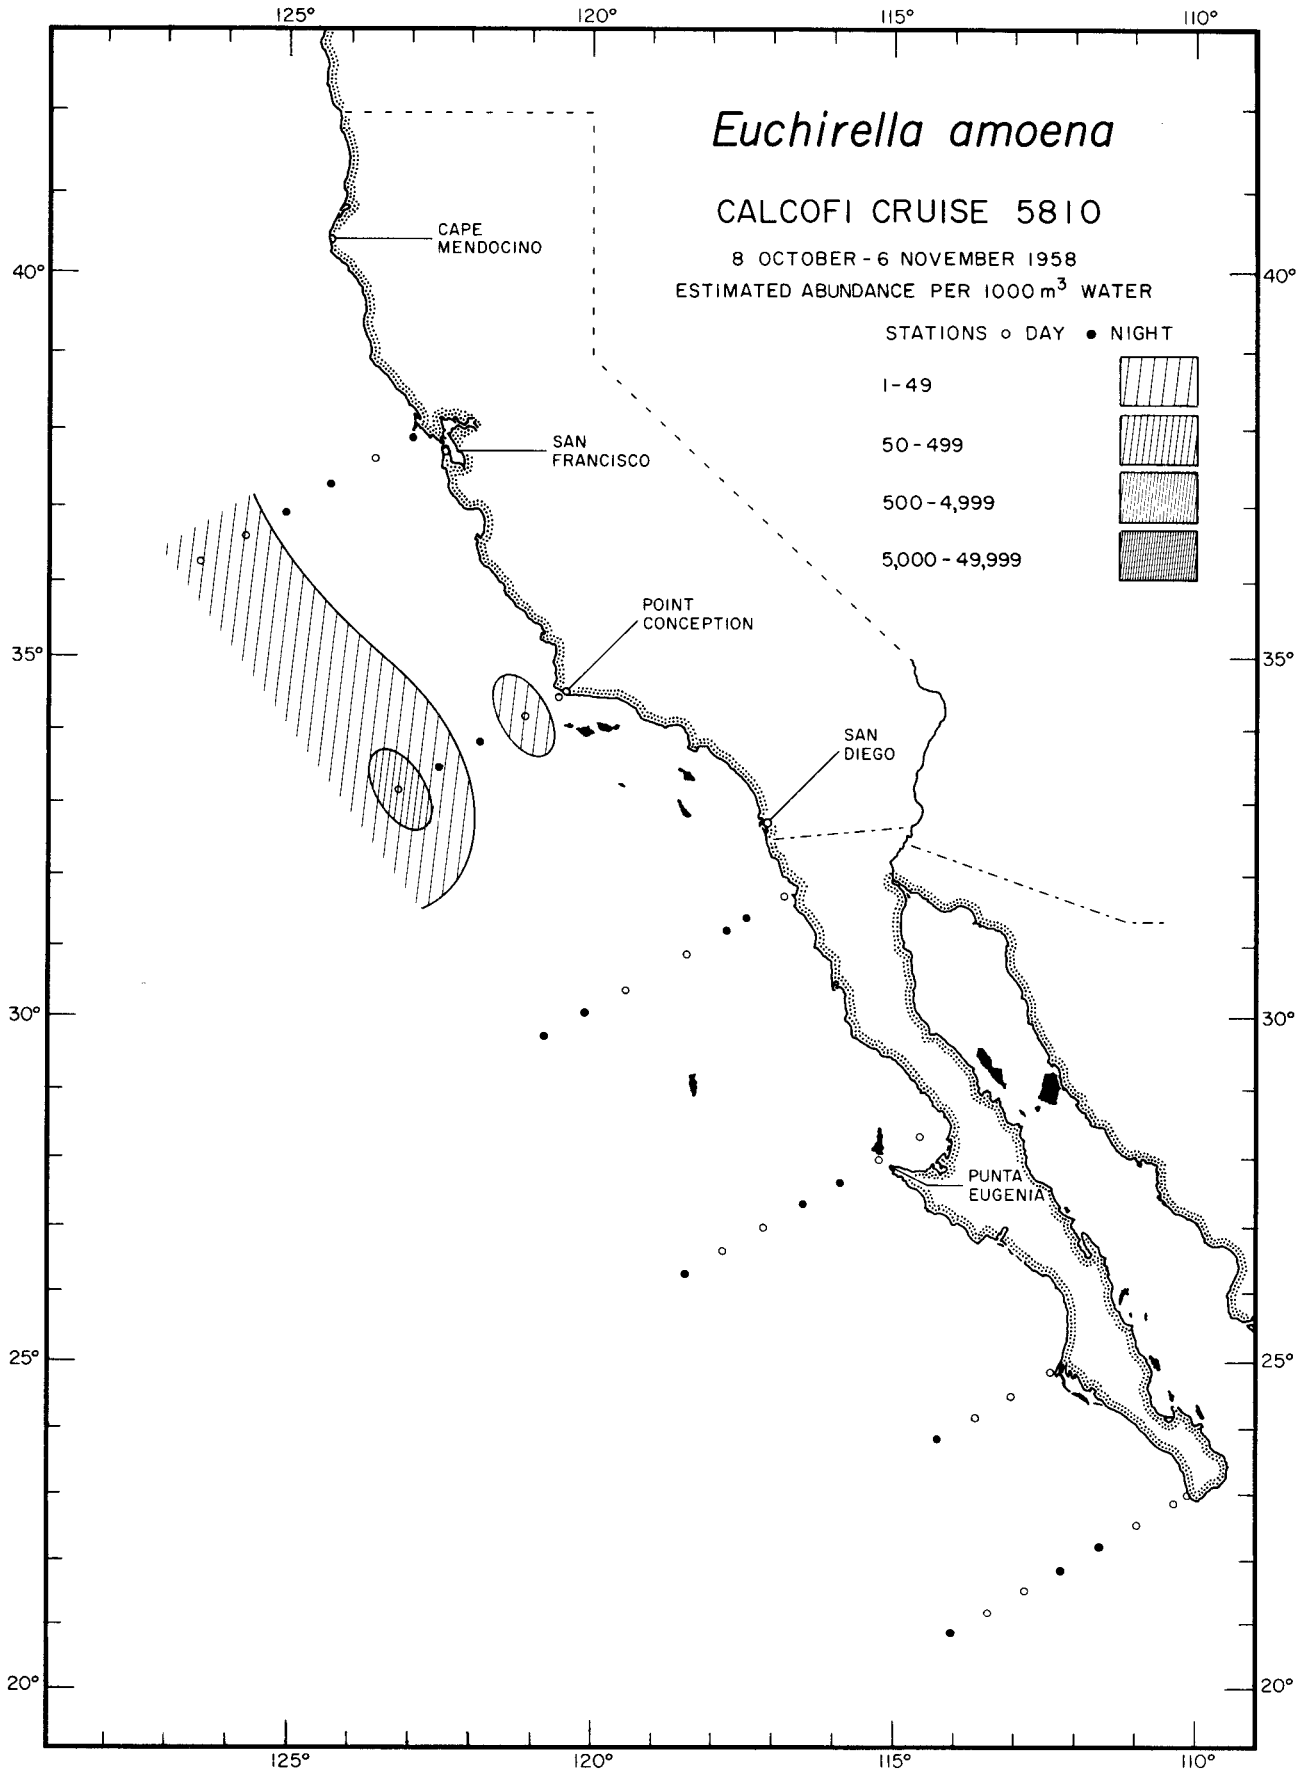 125° 120° 115° 110°
Euchirella amoena
CALCOFI CRUISE 5810
8 OCTOBER - 6 NOVEMBER 1958
ESTIMATED ABUNDANCE PER 1000 m³ WATER
STATIONS ○ DAY ● NIGHT
1-49
50-499
500-4,999
5,000-49,999
CAPE
MENDOCINO
40° 40°
SAN
FRANCISCO
POINT
CONCEPTION
35° 35°
SAN
DIEGO
30° 30°
PUNTA
EUGENIA
25° 25°
20° 20°
125° 120° 115° 110°